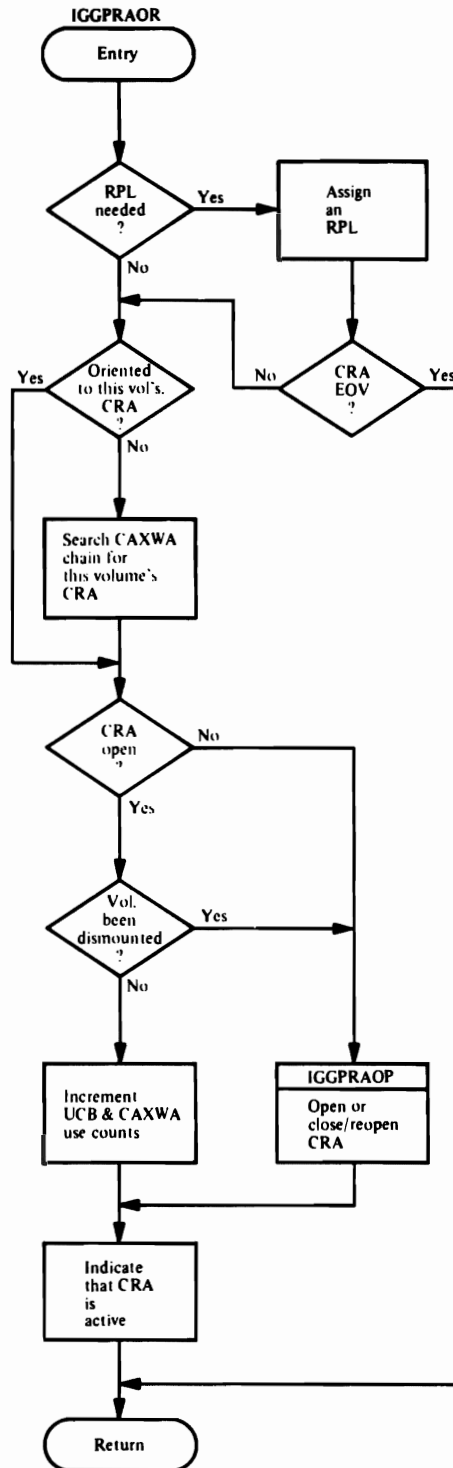 IGGPRAOR
Entry
RPL
needed
?
Yes
No
Assign
an
RPL
CRA
EOV
?
No
Yes
Oriented
to this vol's.
CRA
?
Yes
No
Search CAXWA
chain for
this volume's
CRA
CRA
open
?
No
Yes
Vol.
been
dismounted
?
Yes
No
Increment
UCB & CAXWA
use counts
IGGPRAOP
Open or
close/reopen
CRA
Indicate
that CRA
is
active
Return